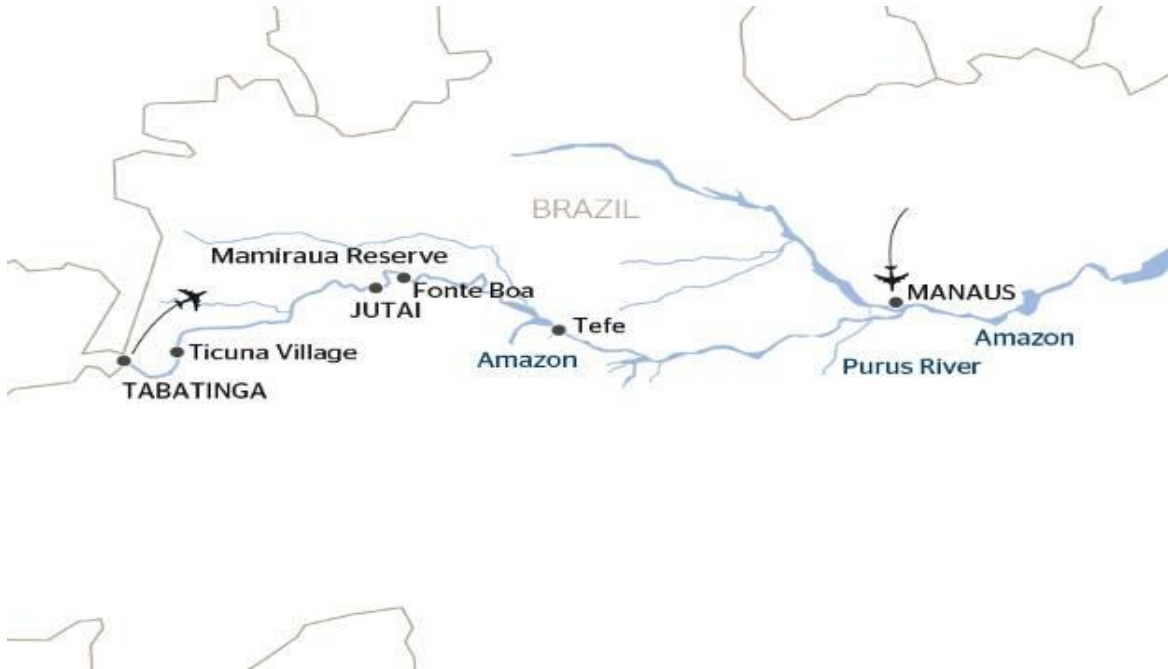 BRAZIL
Mamiraua Reserve
Fonte Boa
JUTAI
MANAUS
Tefe
Amazon
Ticuna Village
Amazon
Purus River
TABATINGA